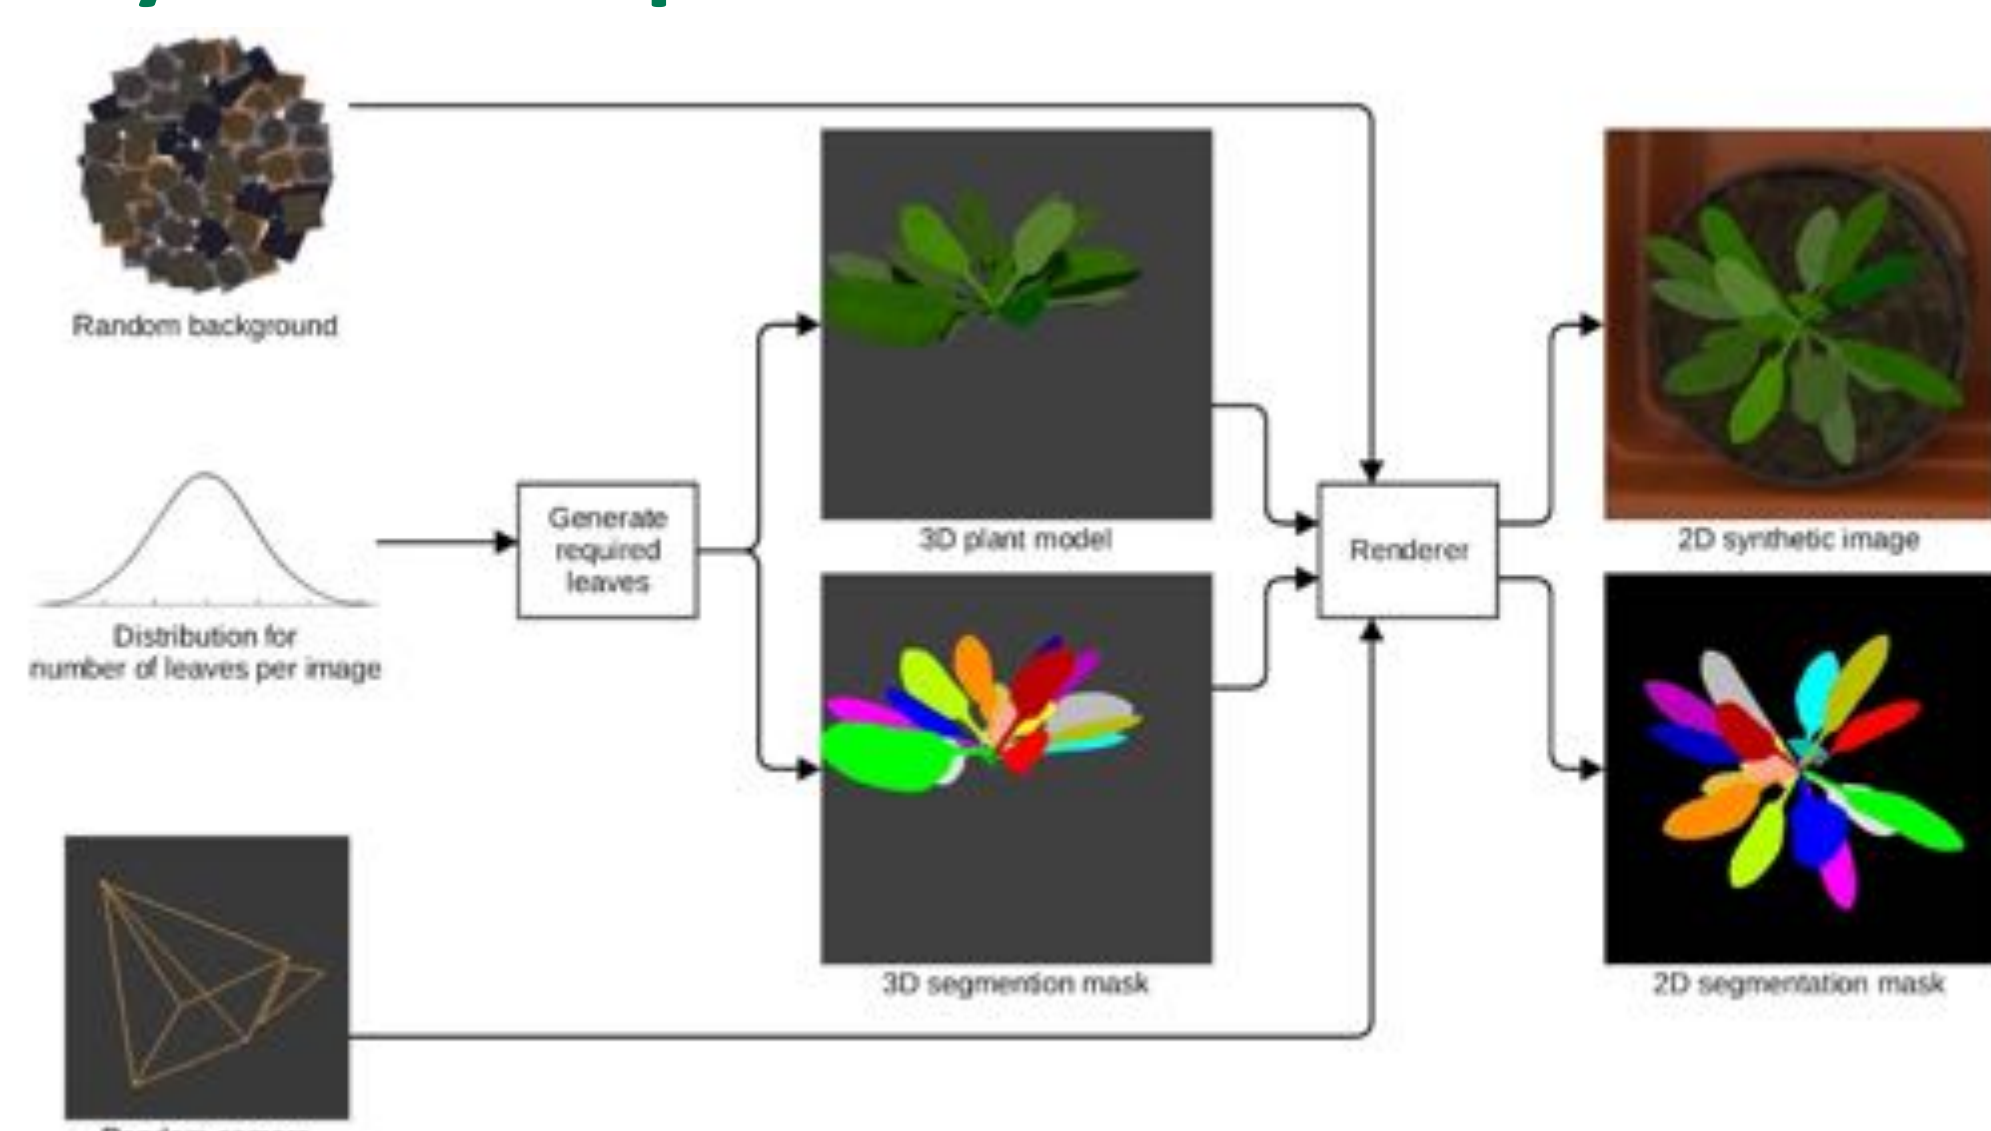 Random background
Generate
required
leaves
3D plant model
Renderer
2D synthetic image
Distribution for
number of leaves per image
3D segmention mask
2D segmentation mask